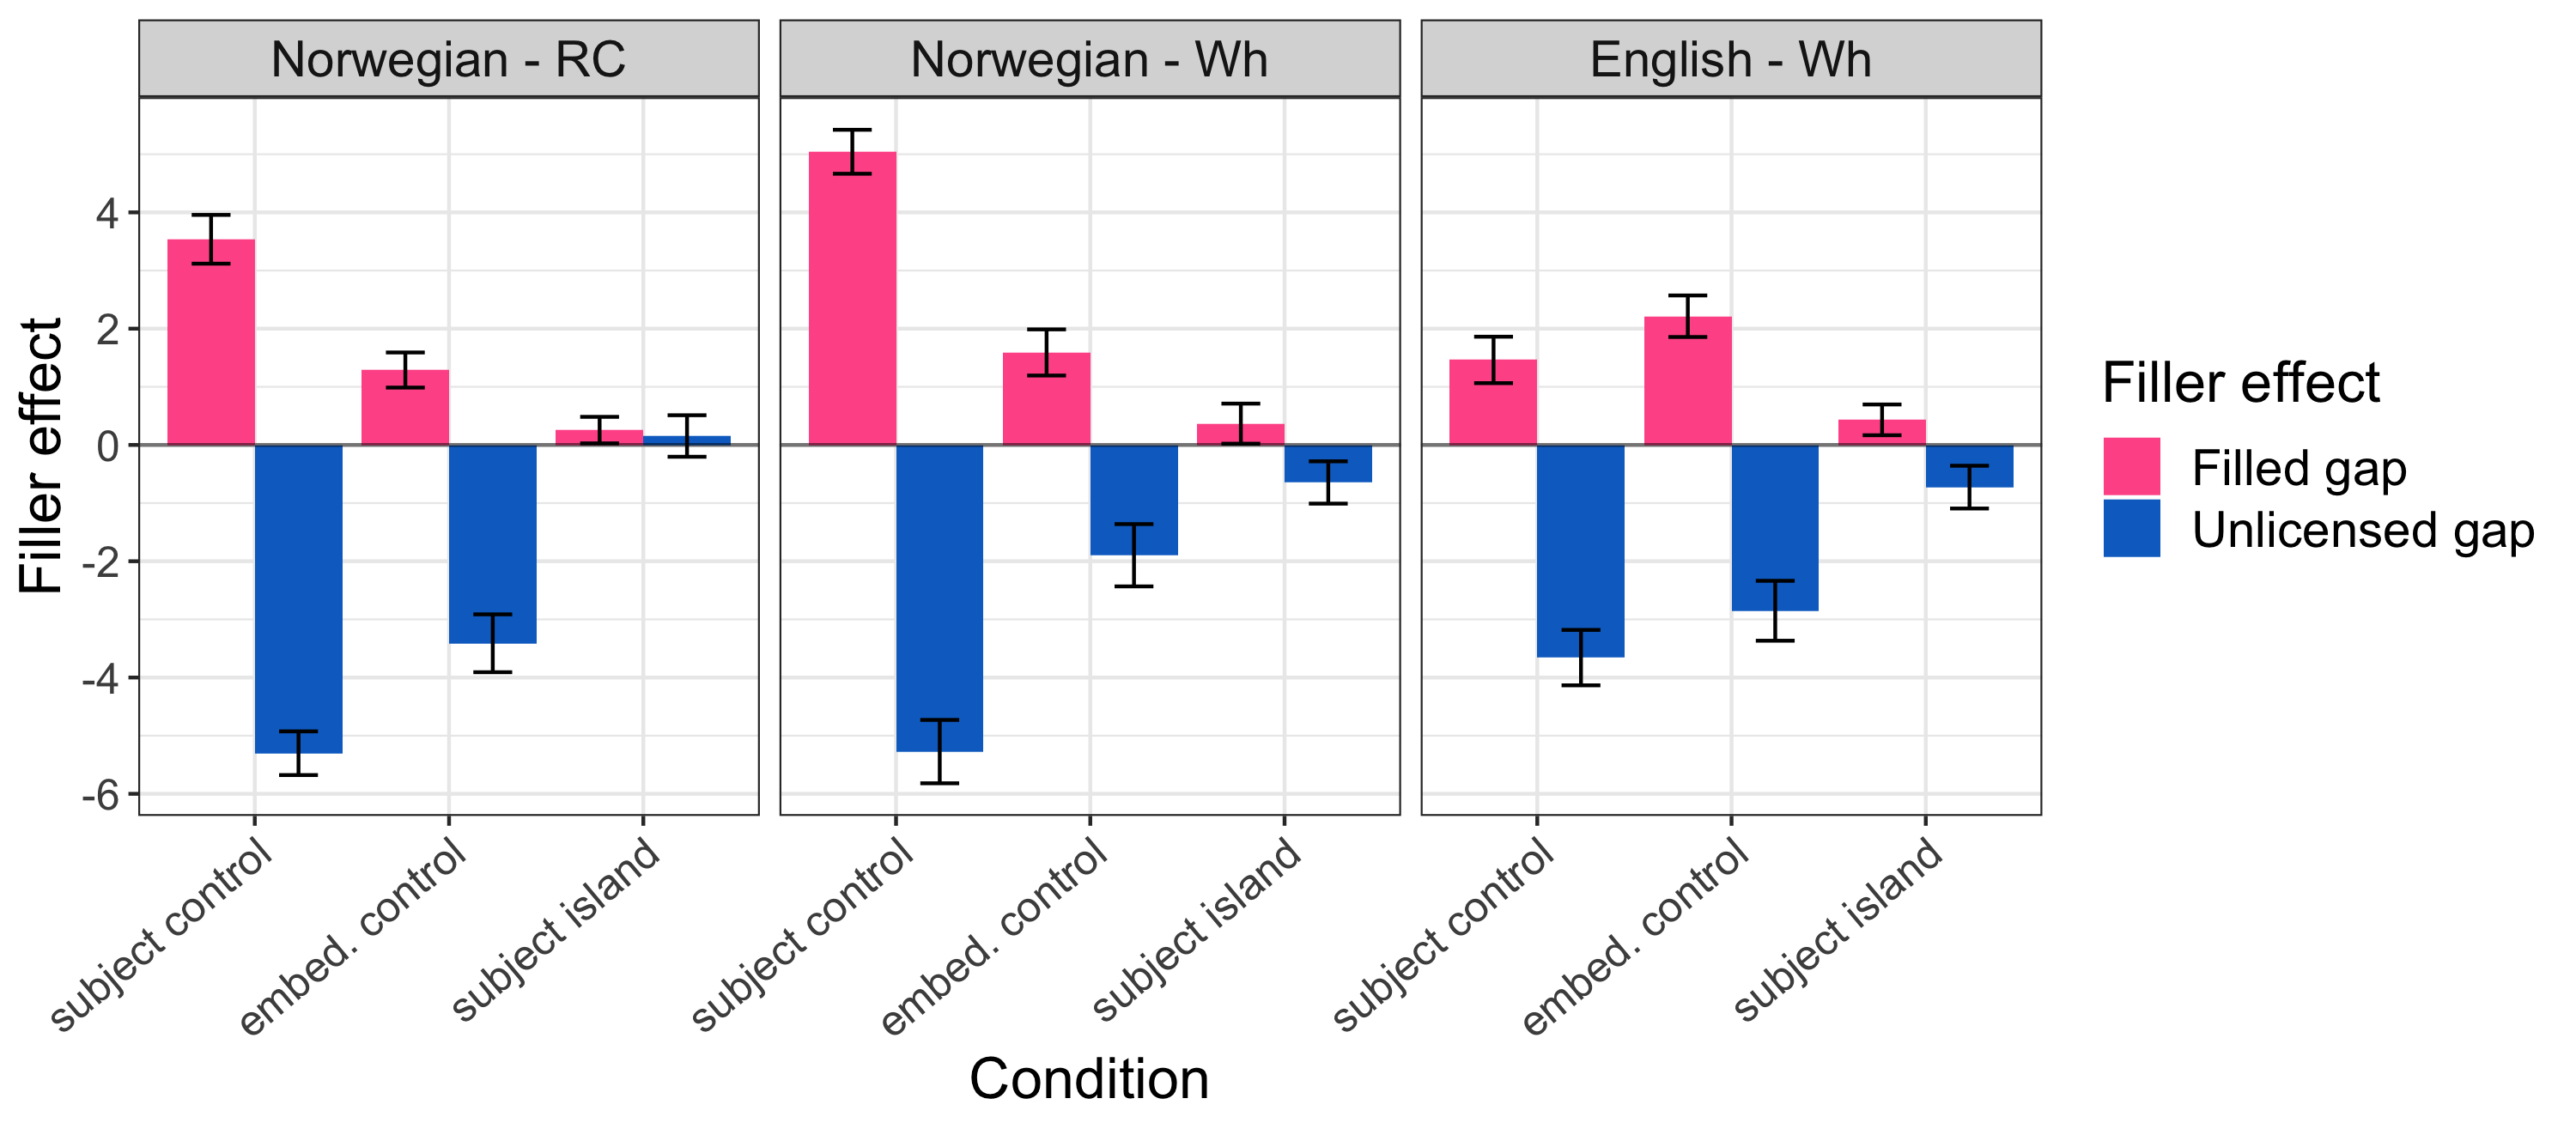 Norwegian - RC
Norwegian - Wh
English - Wh
Filler effect
4
2
0
-2
-4
-6
subject control
embed. control
subject island
subject control
embed. control
subject island
subject control
embed. control
subject island
Condition
Filler effect
Filled gap
Unlicensed gap